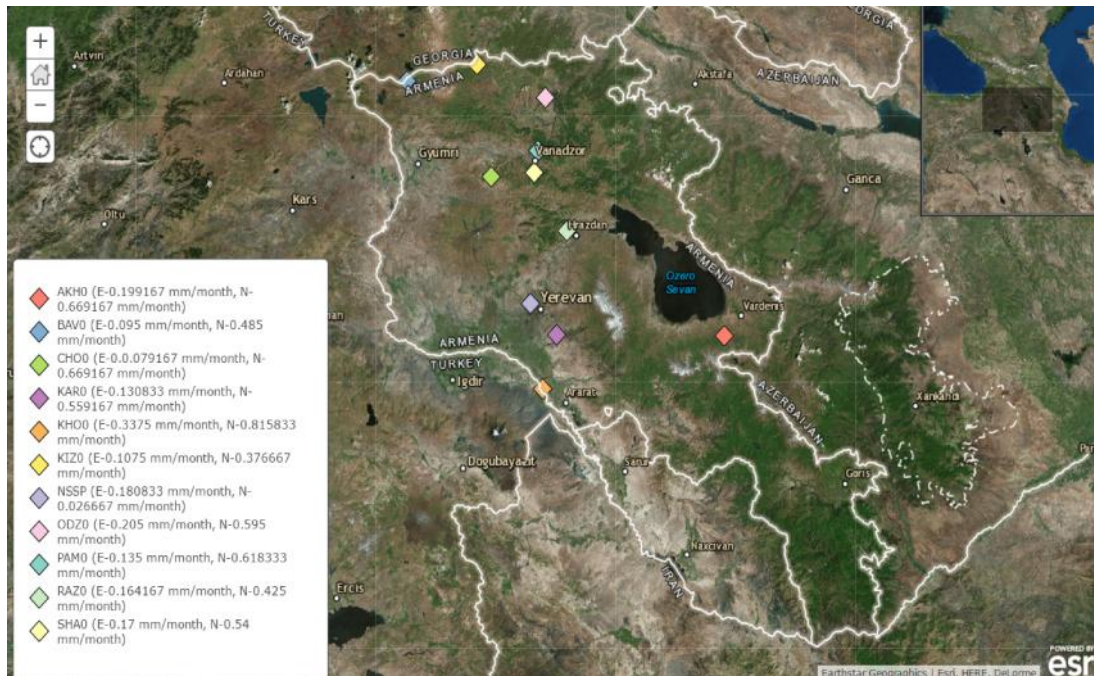 TURKEY
GEORGIA
ARMENIA
GEORGIA
AZERBAIJAN
Artvin
Ardahan
Akstafa
Gyumri
Vanadzor
Ganca
Kars
Oltu
Hrazdan
ARMENIA
Ozero
Sevan
Yerevan
Vardenis
ARMENIA
TURKEY
Igdir
Ararat
AZERBAIJAN
Xankandi
Dogubayazit
Sarur
Goris
Naxcivan
IRAN
Ercis
+
−
AKH0 (E-0.199167 mm/month, N-
0.669167 mm/month)
BAV0 (E-0.095 mm/month, N-0.485
mm/month)
CHO0 (E-0.0.079167 mm/month, N-
0.669167 mm/month)
KAR0 (E-0.130833 mm/month, N-
0.559167 mm/month)
KHO0 (E-0.3375 mm/month, N-0.815833
mm/month)
KIZ0 (E-0.1075 mm/month, N-0.376667
mm/month)
NSSP (E-0.180833 mm/month, N-
0.026667 mm/month)
ODZ0 (E-0.205 mm/month, N-0.595
mm/month)
PAM0 (E-0.135 mm/month, N-0.618333
mm/month)
RAZ0 (E-0.164167 mm/month, N-0.425
mm/month)
SHA0 (E-0.17 mm/month, N-0.54
mm/month)
Earthstar Geographics | Esri, HERE, DeLorme
POWERED BY
esri